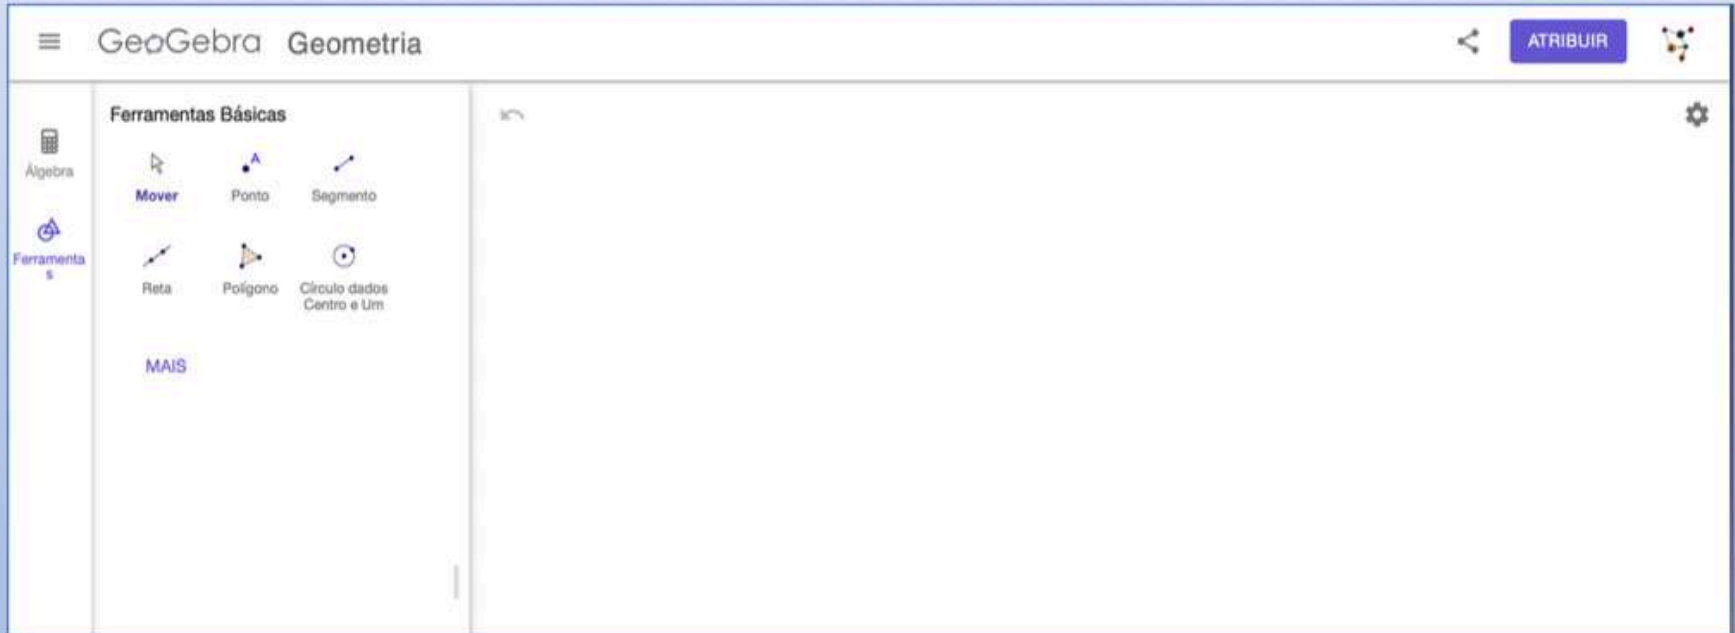 GeoGebra Geometria
ATRIBUIR
Álgebra
Ferramenta
s
Ferramentas Básicas
Mover
A
Ponto
Segmento
Reta
Polígono
Círculo dados
Centro e Um
MAIS